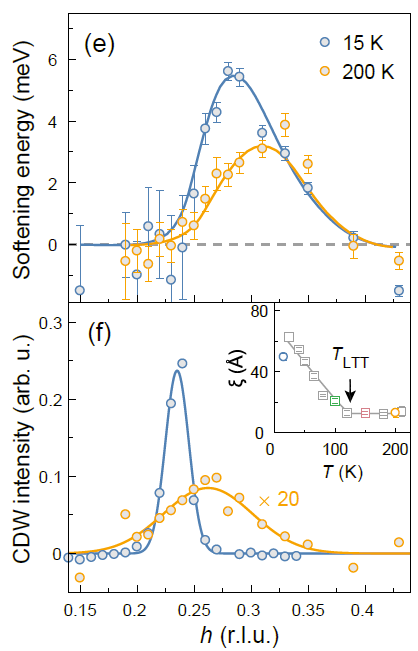 (e)
15 K
200 K
Softening energy (meV)
6
4
2
0
(f)
CDW intensity (arb. u.)
0.3
0.2
0.1
0
× 20
ξ (Å)
80
40
0
T_LTT
0
100
200
T (K)
0.15
0.2
0.25
0.3
0.35
0.4
h (r.l.u.)